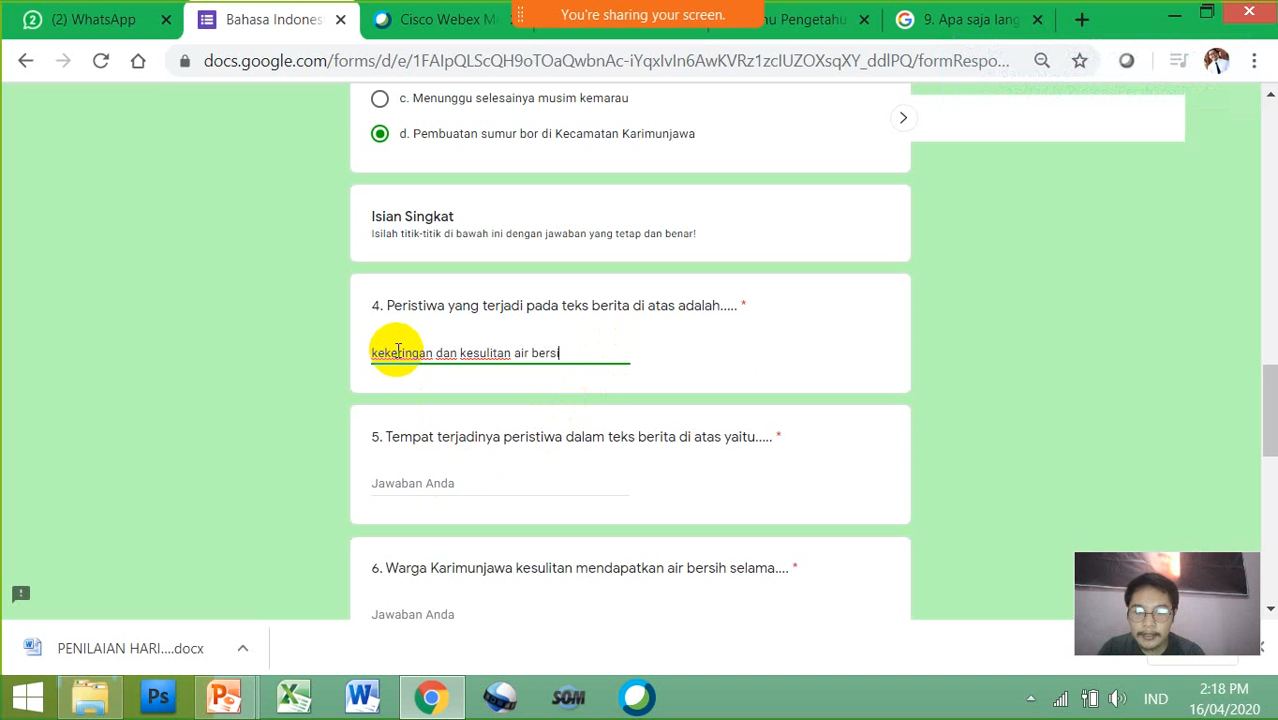 (2) WhatsApp
Bahasa Indones
Cisco Webex M
You're sharing your screen.
mu Pengetahu
9. Apa saja lang
docs.google.com/forms/d/e/1FAIpQLScQH9oTOaQwbnAc-iYqxIvIn6AwKVRz1zcIUZOXsqXY_ddlPQ/formRespo...
c. Menunggu selesainya musim kemarau
d. Pembuatan sumur bor di Kecamatan Karimunjawa
Isian Singkat
Isilah titik-titik di bawah ini dengan jawaban yang tetap dan benar!
4. Peristiwa yang terjadi pada teks berita di atas adalah..... *
kekeringan dan kesulitan air bersi
5. Tempat terjadinya peristiwa dalam teks berita di atas yaitu..... *
Jawaban Anda
6. Warga Karimunjawa kesulitan mendapatkan air bersih selama.... *
Jawaban Anda
PENILAIAN HARI....docx
Ps
SOM
IND
2:18 PM
16/04/2020